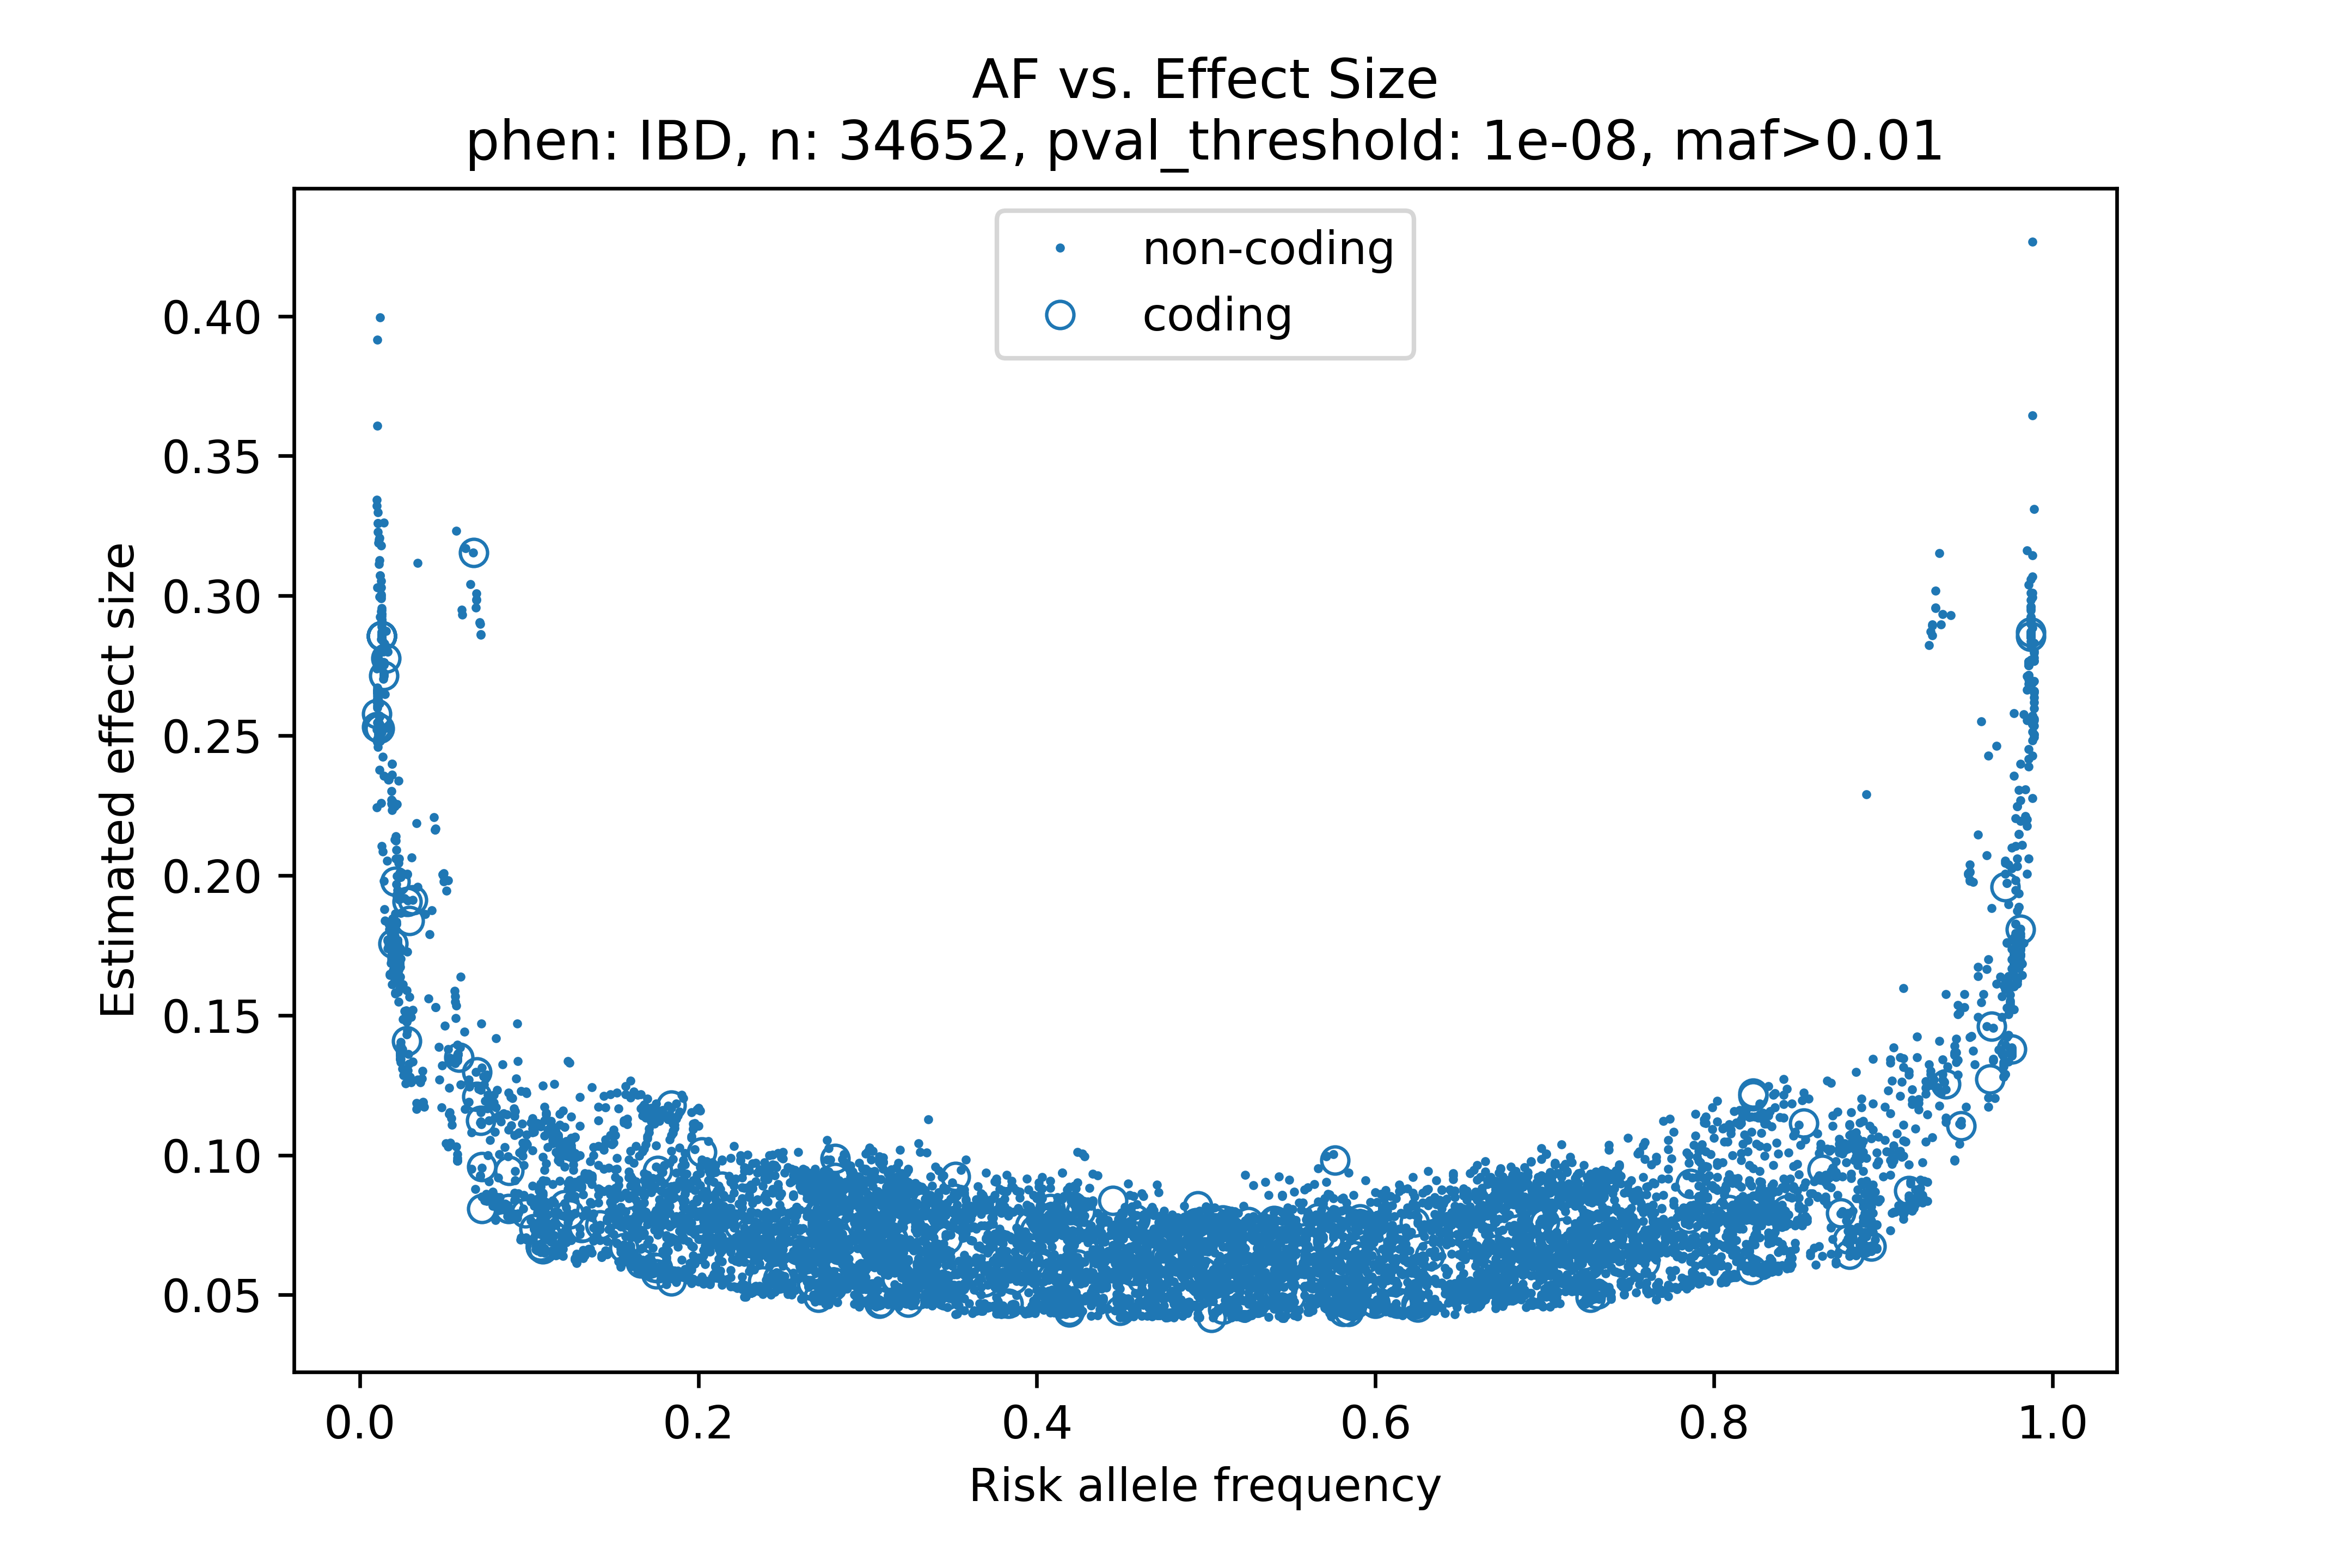 AF vs. Effect Size
phen: IBD, n: 34652, pval_threshold: 1e-08, maf>0.01
non-coding
coding
Estimated effect size
0.40
0.35
0.30
0.25
0.20
0.15
0.10
0.05
0.0 0.2 0.4 0.6 0.8 1.0
Risk allele frequency